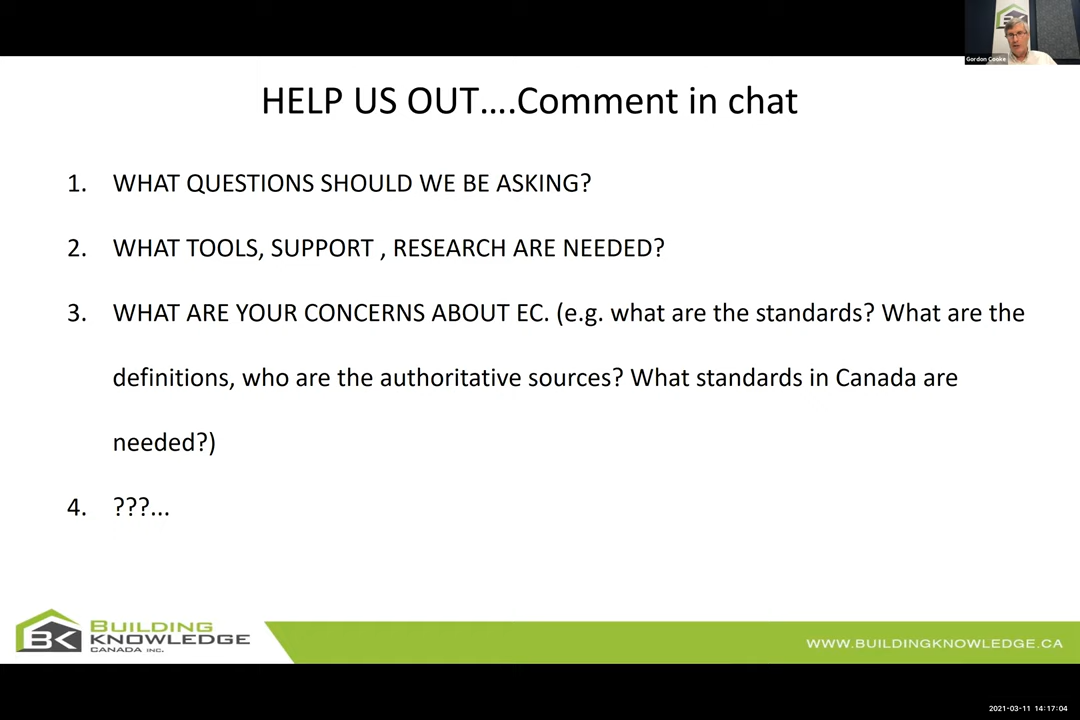 Gordon Cooke
HELP US OUT....Comment in chat
1. WHAT QUESTIONS SHOULD WE BE ASKING?
2. WHAT TOOLS, SUPPORT , RESEARCH ARE NEEDED?
3. WHAT ARE YOUR CONCERNS ABOUT EC. (e.g. what are the standards? What are the
definitions, who are the authoritative sources? What standards in Canada are
needed?)
4. ???...
BK
BUILDING
KNOWLEDGE
CANADA INC.
WWW.BUILDINGKNOWLEDGE.CA
2021-03-11 14:17:04